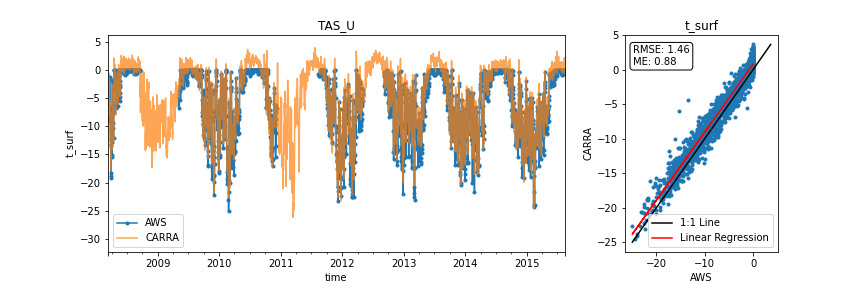 TAS_U
5
0
−5
−10
−15
−20
−25
−30
t_surf
2009
2010
2011
2012
2013
2014
2015
time
AWS
CARRA
t_surf
5
0
−5
−10
−15
−20
−25
CARRA
RMSE: 1.46
ME: 0.88
1:1 Line
Linear Regression
−20
−10
0
AWS